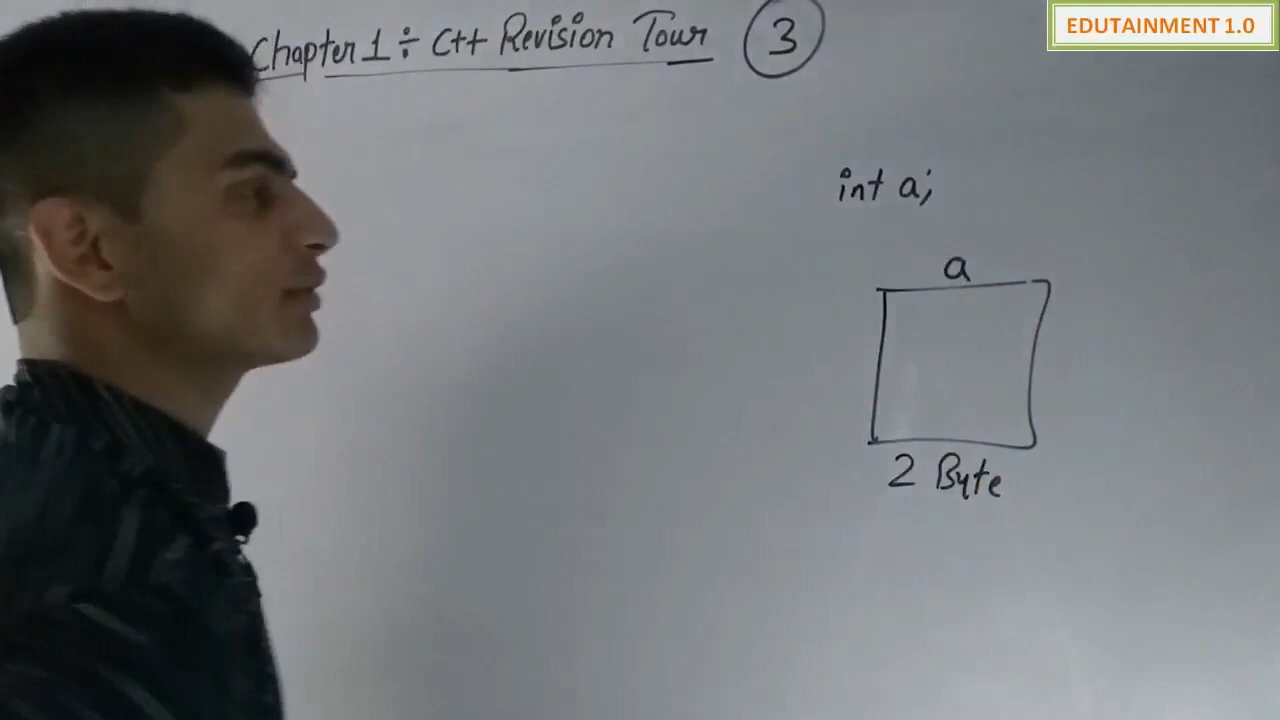 Chapter 1 ÷ C++ Revision Tour 3
EDUTAINMENT 1.0
int a;
a
2 Byte